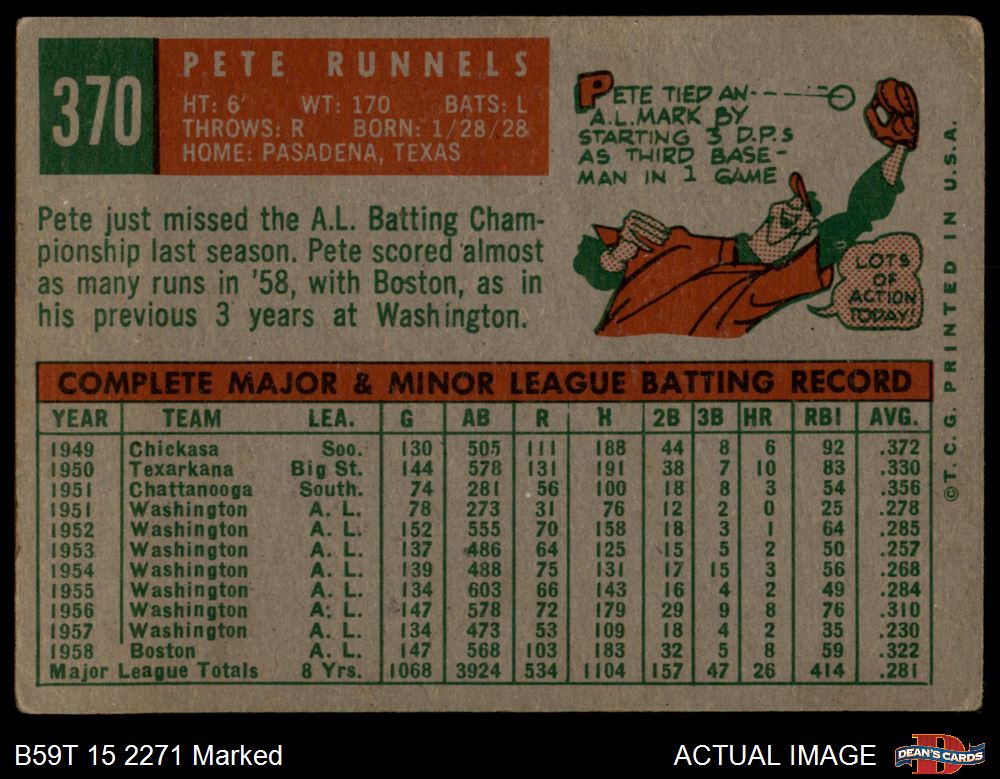 370
PETE RUNNELS
HT: 6' WT: 170 BATS: L
THROWS: R BORN: 1/28/28
HOME: PASADENA, TEXAS
Pete just missed the A.L. Batting Cham-
pionship last season. Pete scored almost
as many runs in '58, with Boston, as in
his previous 3 years at Washington.
PETE TIED AN
A.L. MARK BY
STARTING 3 D.P.S
AS THIRD BASE-
MAN IN 1 GAME
LOTS
OF
ACTION
TODAY!
COMPLETE MAJOR & MINOR LEAGUE BATTING RECORD
YEAR TEAM LEA. G AB R H 2B 3B HR RBI AVG.
1949 Chickasa Soo. 130 505 111 188 44 8 6 92 .372
1950 Texarkana Big St. 144 578 131 191 38 7 10 83 .330
1951 Chattanooga South. 74 281 56 100 18 8 3 54 .356
1951 Washington A. L. 78 273 31 76 12 2 0 25 .278
1952 Washington A. L. 152 555 70 158 18 3 1 64 .285
1953 Washington A. L. 137 486 64 125 15 5 2 50 .257
1954 Washington A. L. 139 488 75 131 17 15 3 56 .268
1955 Washington A. L. 134 603 66 143 16 4 2 49 .284
1956 Washington A. L. 147 578 72 179 29 9 8 76 .310
1957 Washington A. L. 134 473 53 109 18 4 2 35 .230
1958 Boston A. L. 147 568 103 183 32 5 8 59 .322
Major League Totals 8 Yrs. 1068 3924 534 1104 157 47 26 414 .281
©T. C. G. PRINTED IN U.S.A.
B59T 15 2271 Marked
ACTUAL IMAGE
DEAN'S CARDS